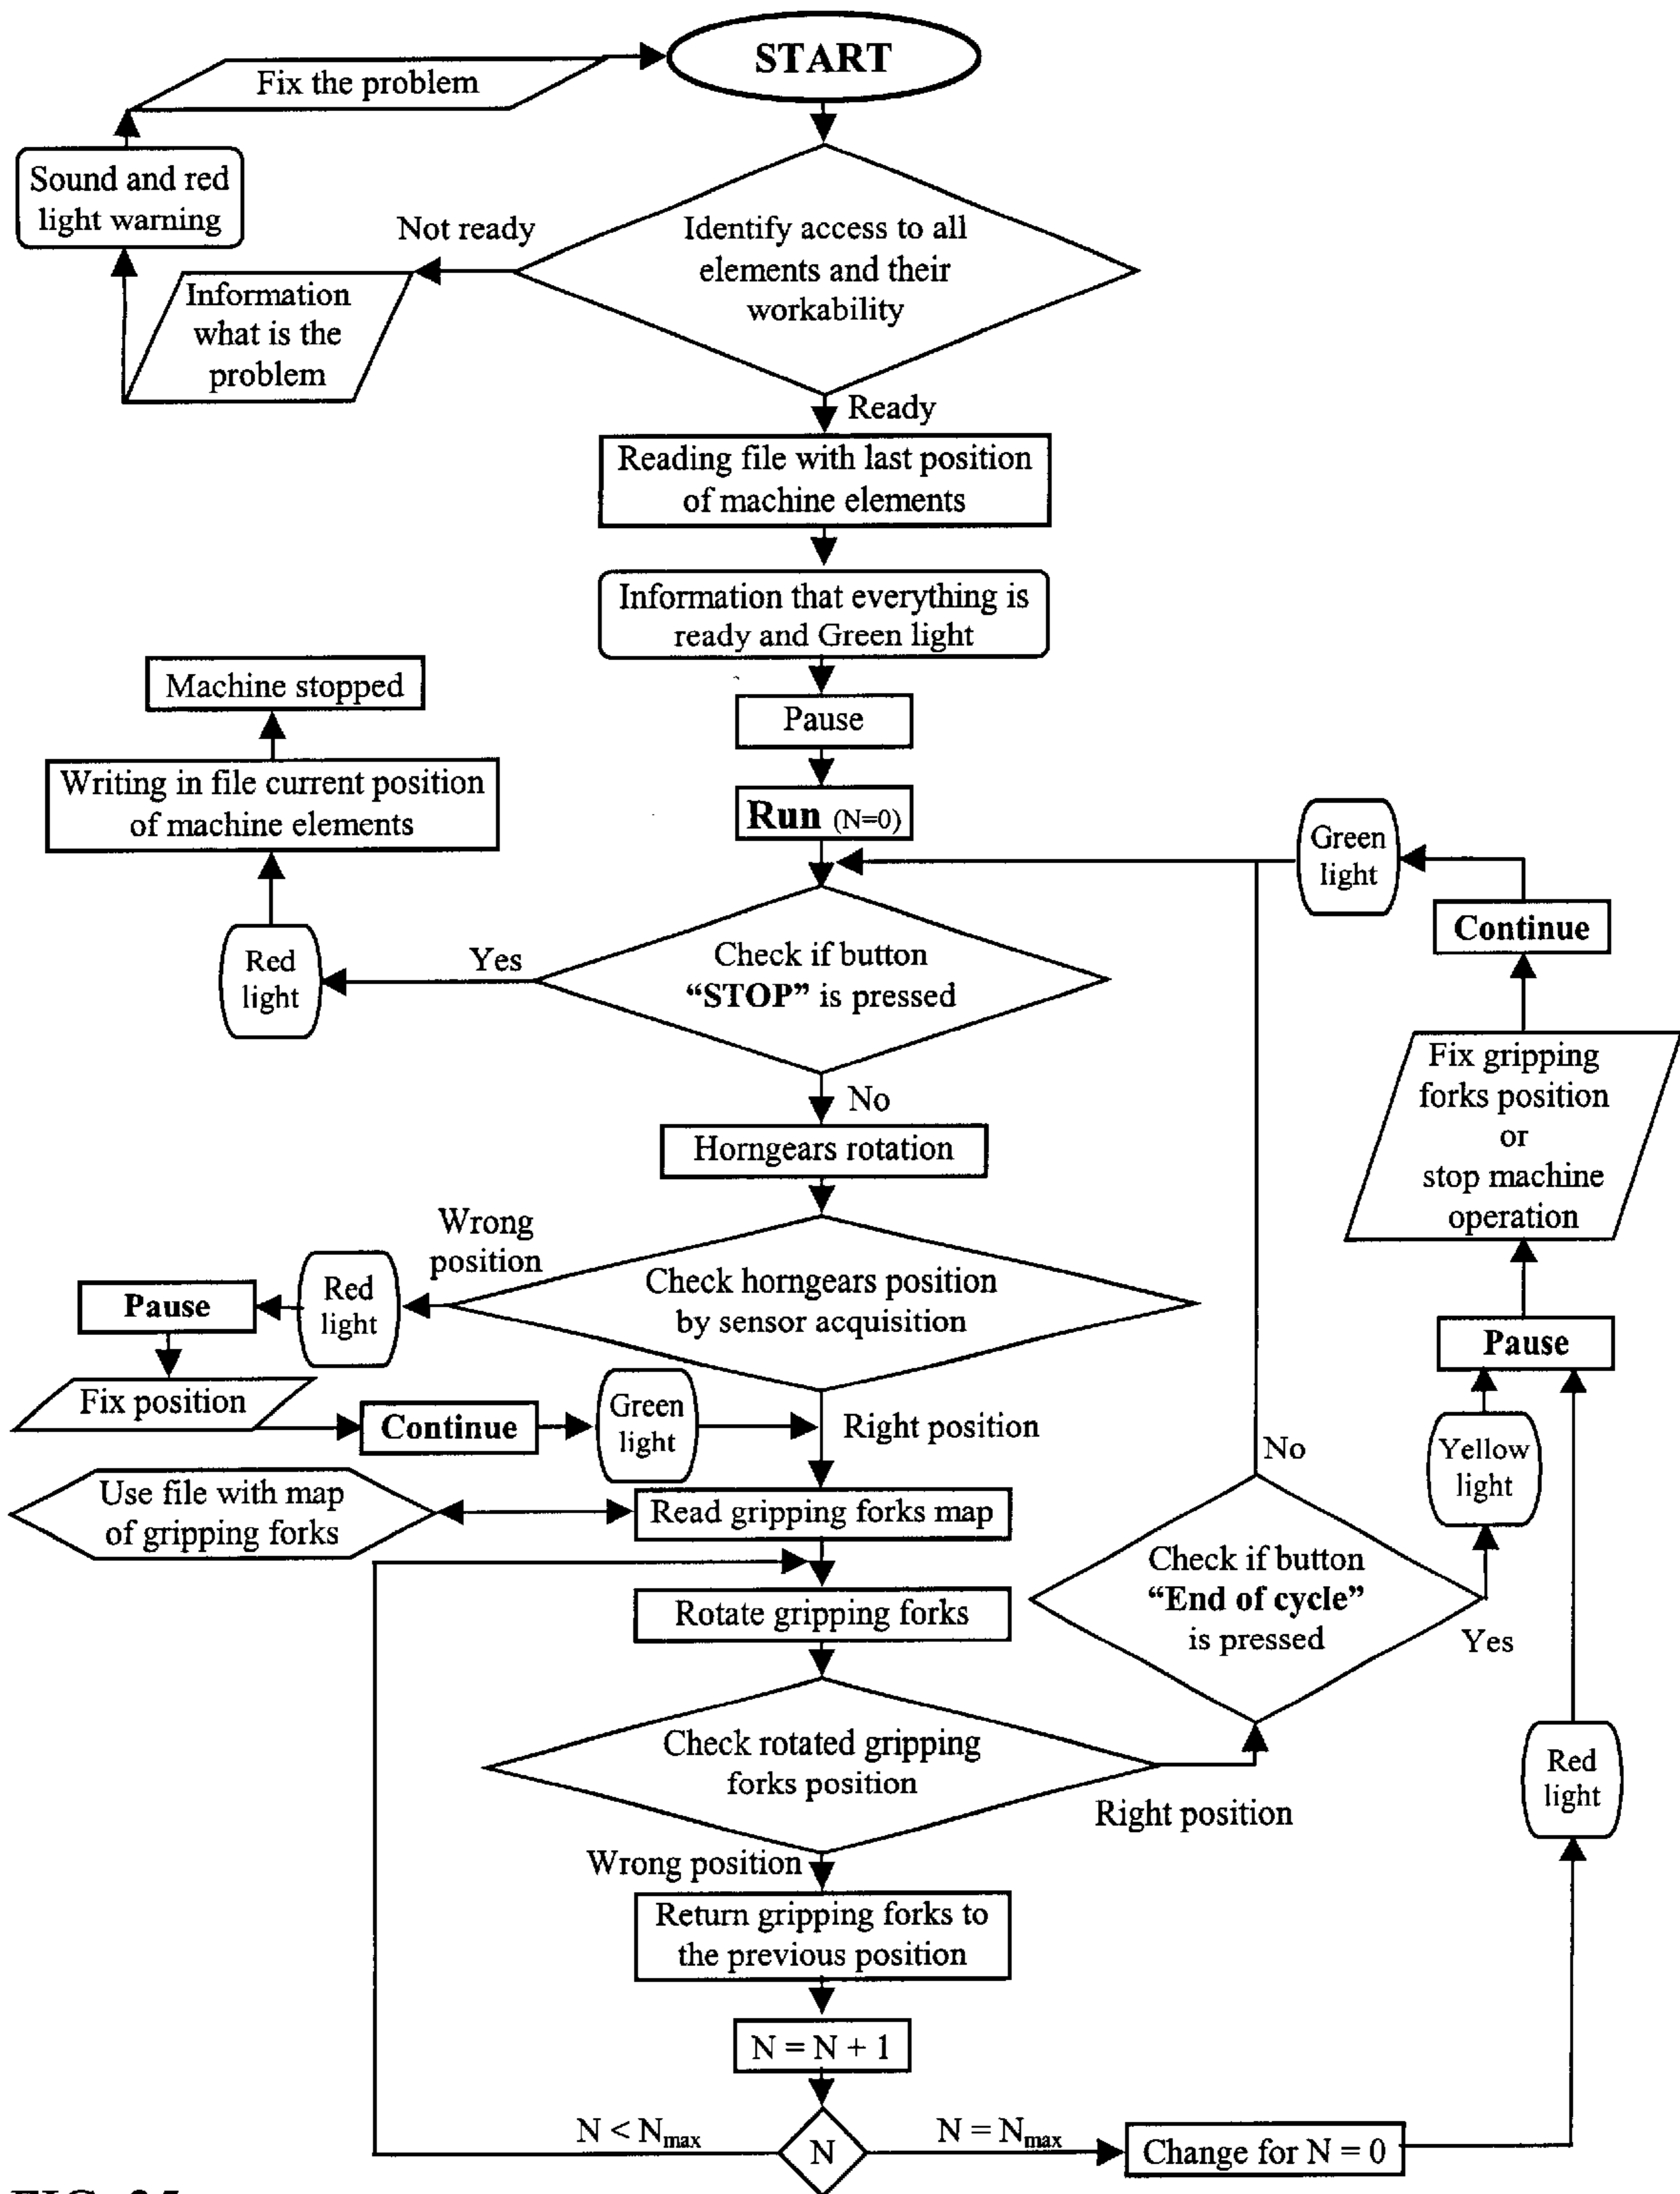 START
Fix the problem
Sound and red
light warning
Not ready
Identify access to all
elements and their
workability
Information
what is the
problem
Ready
Reading file with last position
of machine elements
Information that everything is
ready and Green light
Machine stopped
Pause
Writing in file current position
of machine elements
Run (N=0)
Green
light
Continue
Red
light
Yes
Check if button
“STOP” is pressed
No
Fix gripping
forks position
or
stop machine
operation
Horngears rotation
Wrong
position
Check horngears position
by sensor acquisition
Red
light
Pause
Pause
Fix position
Continue
Green
light
Right position
No
Yellow
light
Use file with map
of gripping forks
Read gripping forks map
Check if button
“End of cycle”
is pressed
Yes
Rotate gripping forks
Check rotated gripping
forks position
Right position
Red
light
Wrong position
Return gripping forks to
the previous position
N = N + 1
N < Nmax
N
N = Nmax
Change for N = 0